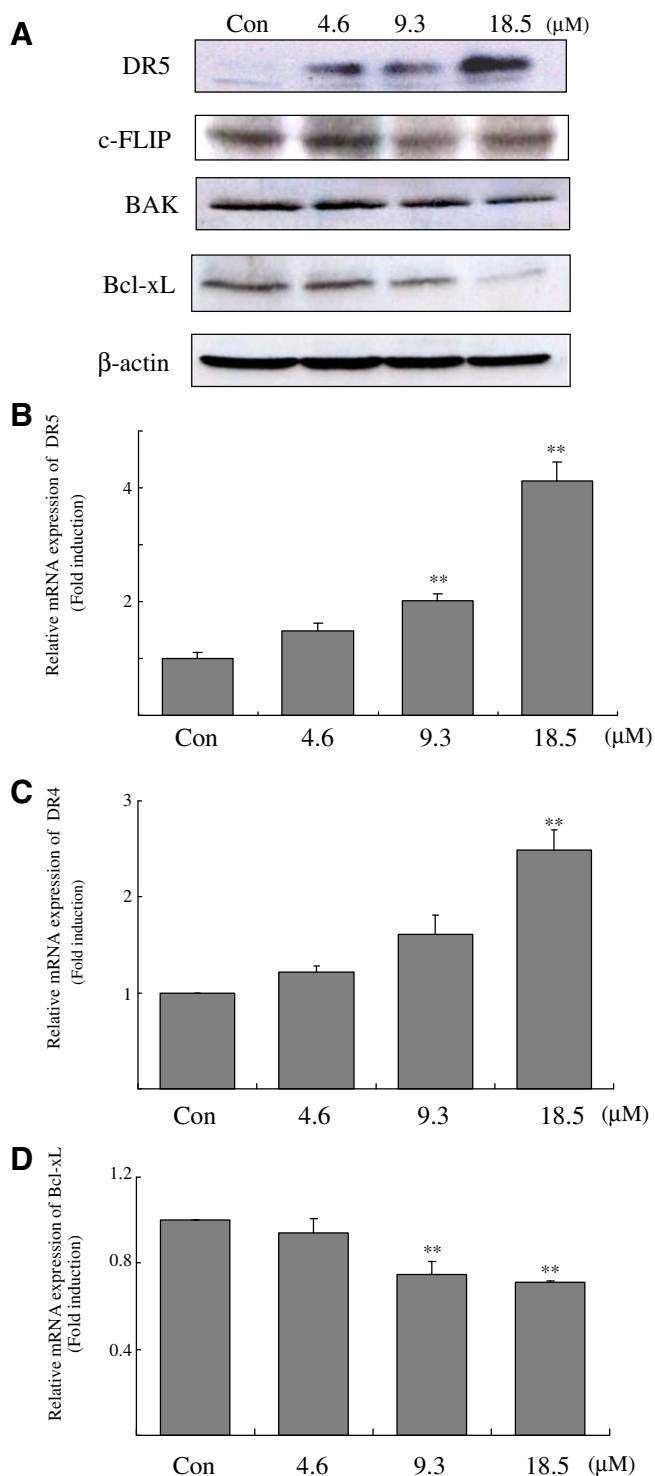 A
Con 4.6 9.3 18.5 (μM)
DR5
c-FLIP
BAK
Bcl-xL
β-actin
B
Relative mRNA expression of DR5
(Fold induction)
4
2
**
**
Con 4.6 9.3 18.5 (μM)
C
Relative mRNA expression of DR4
(Fold induction)
3
2
1
**
Con 4.6 9.3 18.5 (μM)
D
Relative mRNA expression of Bcl-xL
(Fold induction)
1.2
0.8
0.4
**
**
Con 4.6 9.3 18.5 (μM)